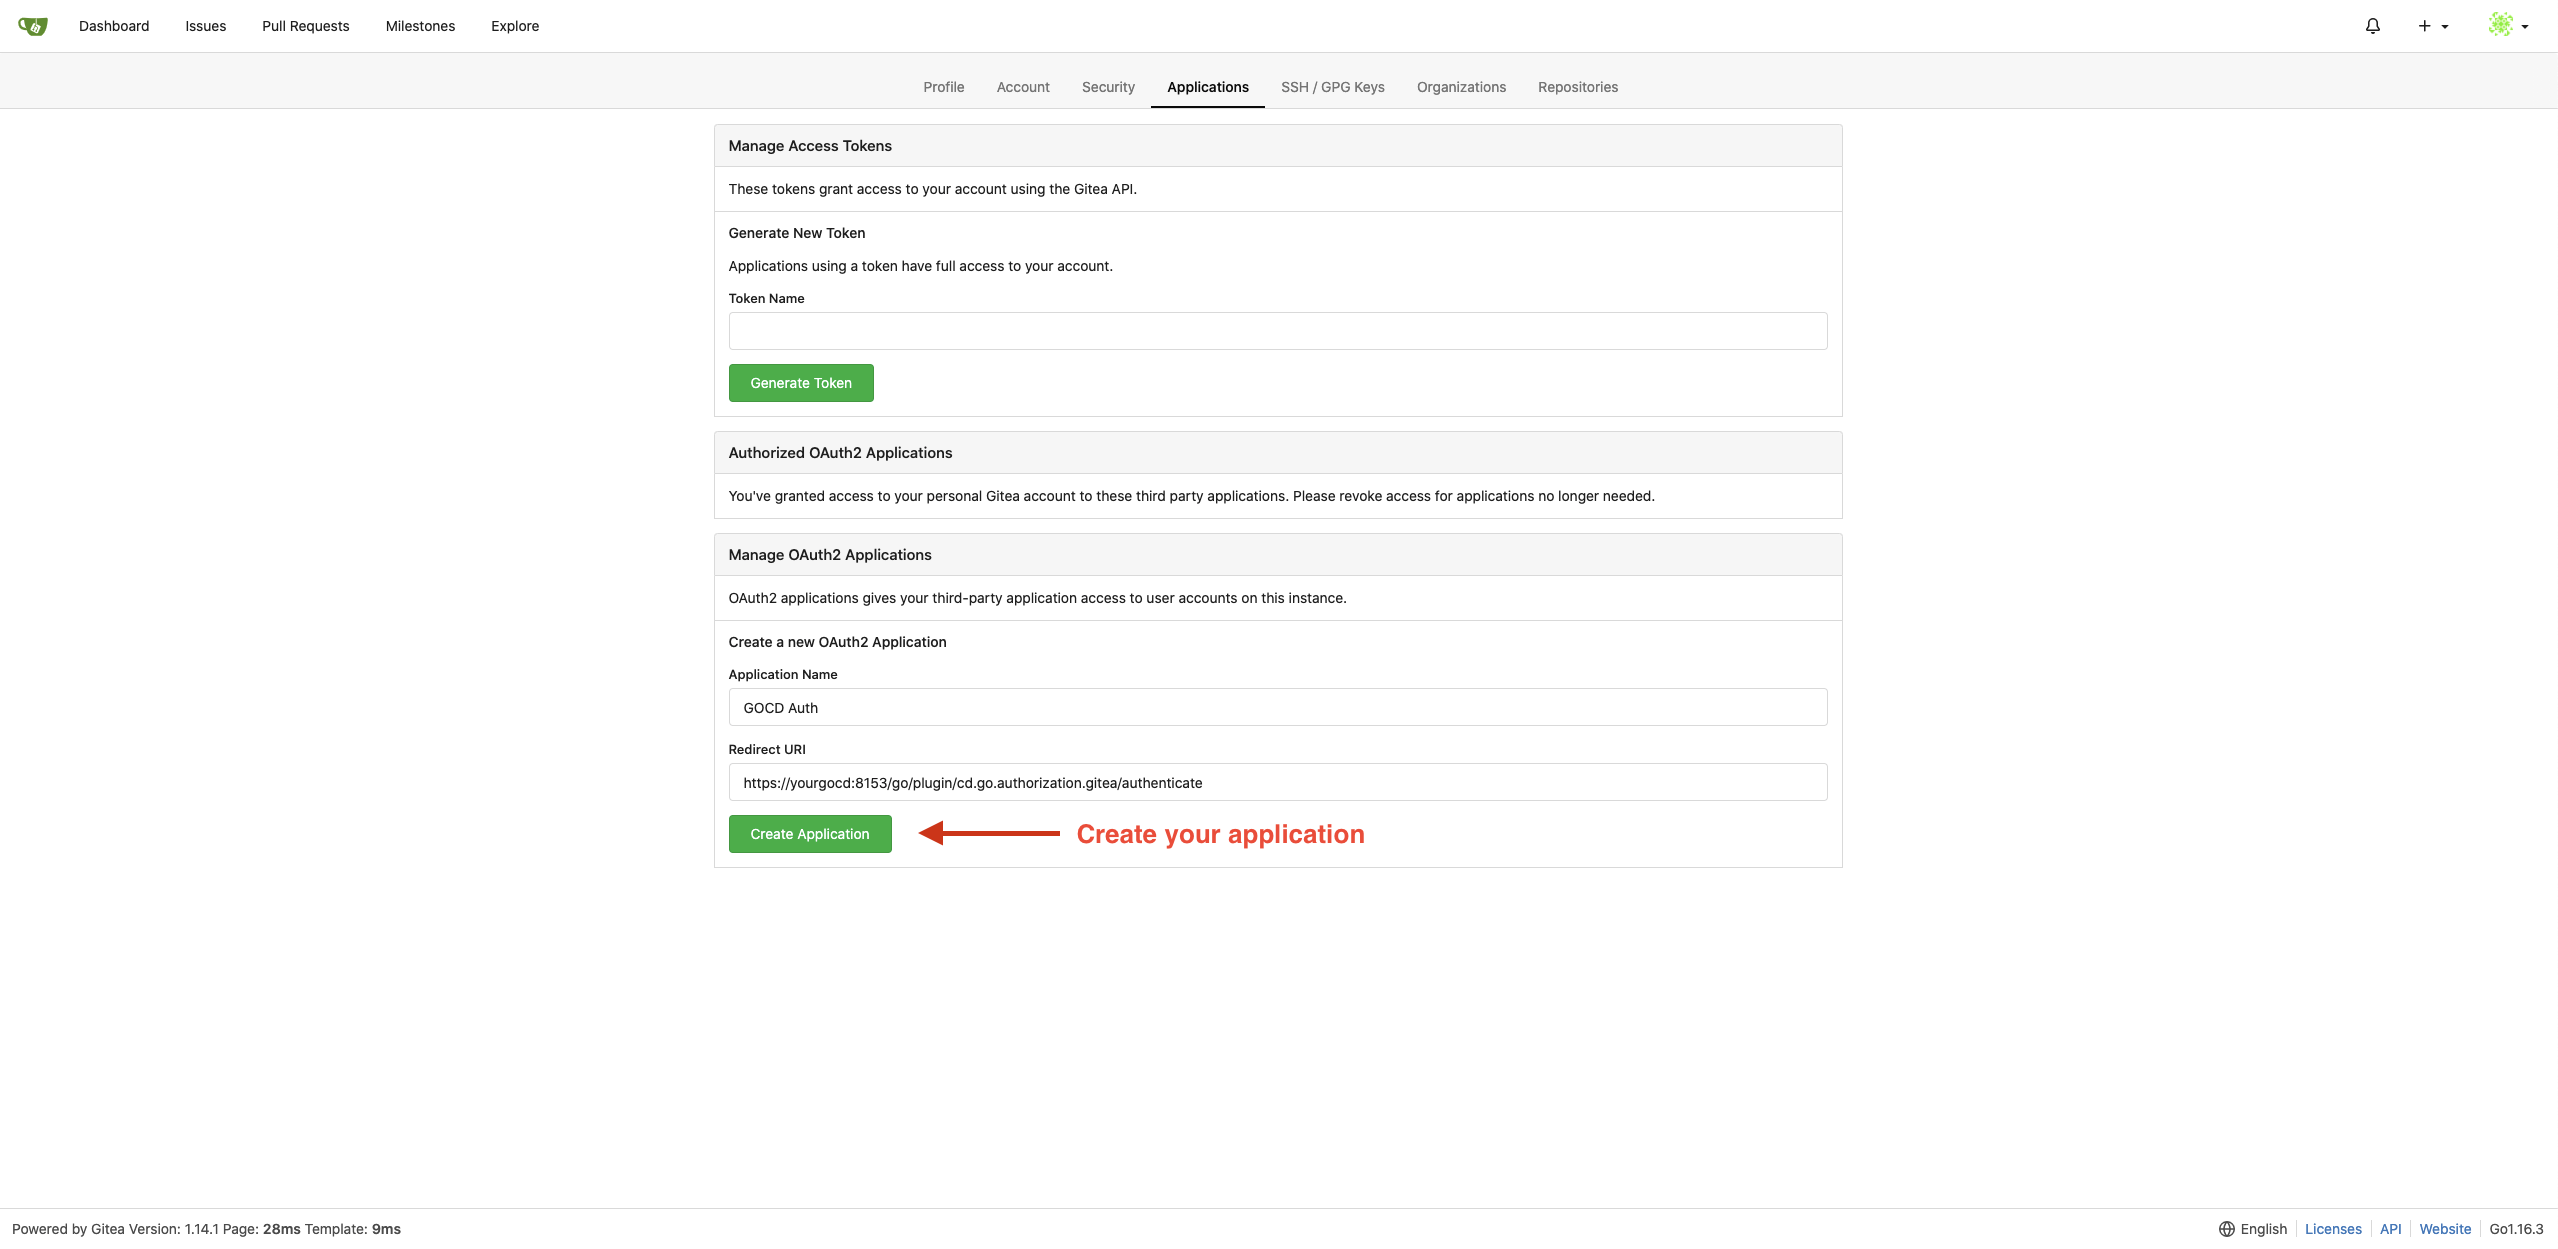 Dashboard Issues Pull Requests Milestones Explore
Profile Account Security Applications SSH / GPG Keys Organizations Repositories
Manage Access Tokens
These tokens grant access to your account using the Gitea API.
Generate New Token
Applications using a token have full access to your account.
Token Name
Generate Token
Authorized OAuth2 Applications
You've granted access to your personal Gitea account to these third party applications. Please revoke access for applications no longer needed.
Manage OAuth2 Applications
OAuth2 applications gives your third-party application access to user accounts on this instance.
Create a new OAuth2 Application
Application Name
GOCD Auth
Redirect URI
https://yourgocd:8153/go/plugin/cd.go.authorization.gitea/authenticate
Create Application Create your application
Powered by Gitea Version: 1.14.1 Page: 28ms Template: 9ms English Licenses API Website Go1.16.3